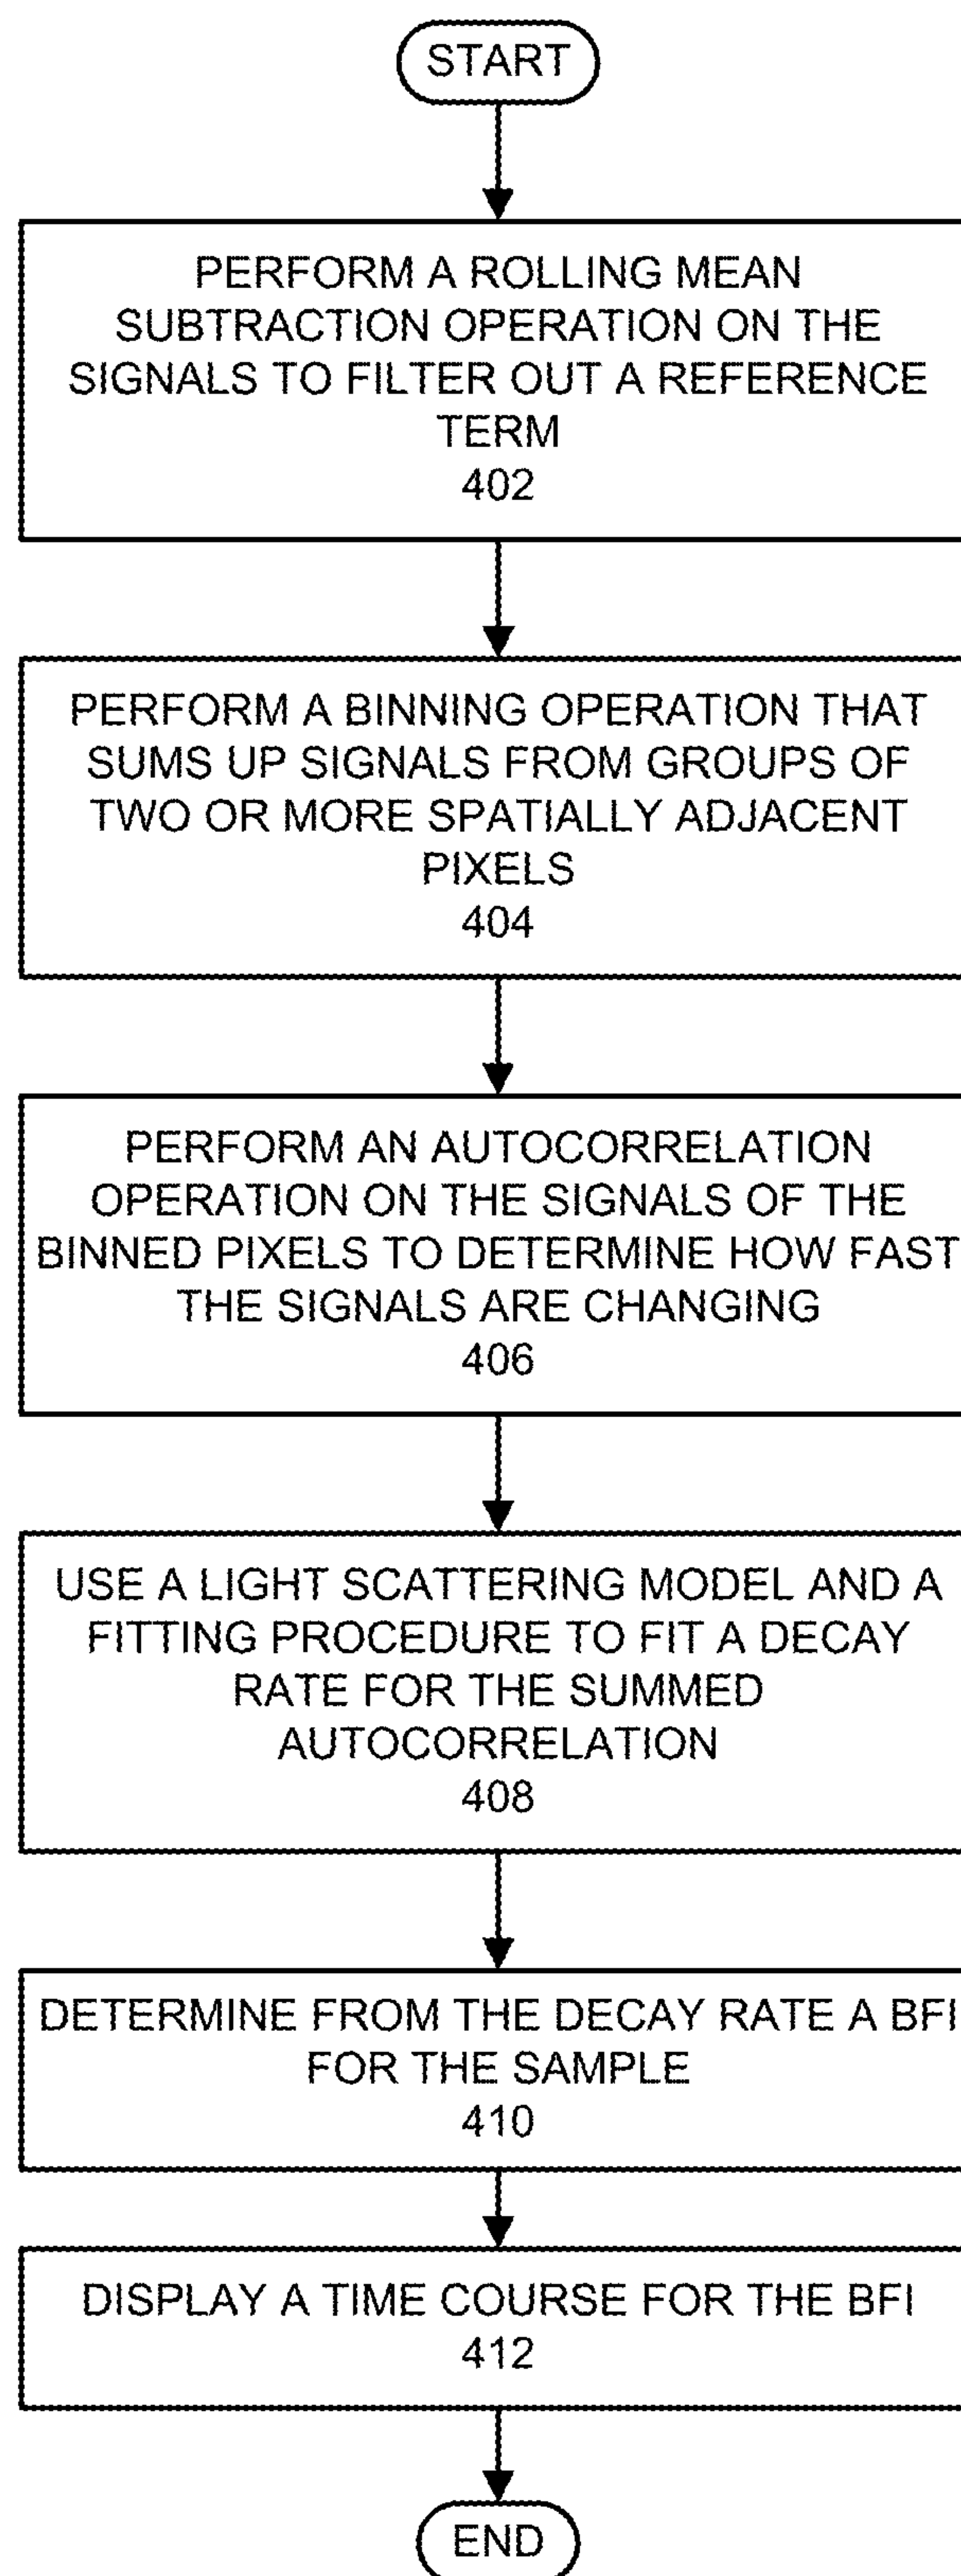 START
PERFORM A ROLLING MEAN
SUBTRACTION OPERATION ON THE
SIGNALS TO FILTER OUT A REFERENCE
TERM
402
PERFORM A BINNING OPERATION THAT
SUMS UP SIGNALS FROM GROUPS OF
TWO OR MORE SPATIALLY ADJACENT
PIXELS
404
PERFORM AN AUTOCORRELATION
OPERATION ON THE SIGNALS OF THE
BINNED PIXELS TO DETERMINE HOW FAST
THE SIGNALS ARE CHANGING
406
USE A LIGHT SCATTERING MODEL AND A
FITTING PROCEDURE TO FIT A DECAY
RATE FOR THE SUMMED
AUTOCORRELATION
408
DETERMINE FROM THE DECAY RATE A BFI
FOR THE SAMPLE
410
DISPLAY A TIME COURSE FOR THE BFI
412
END